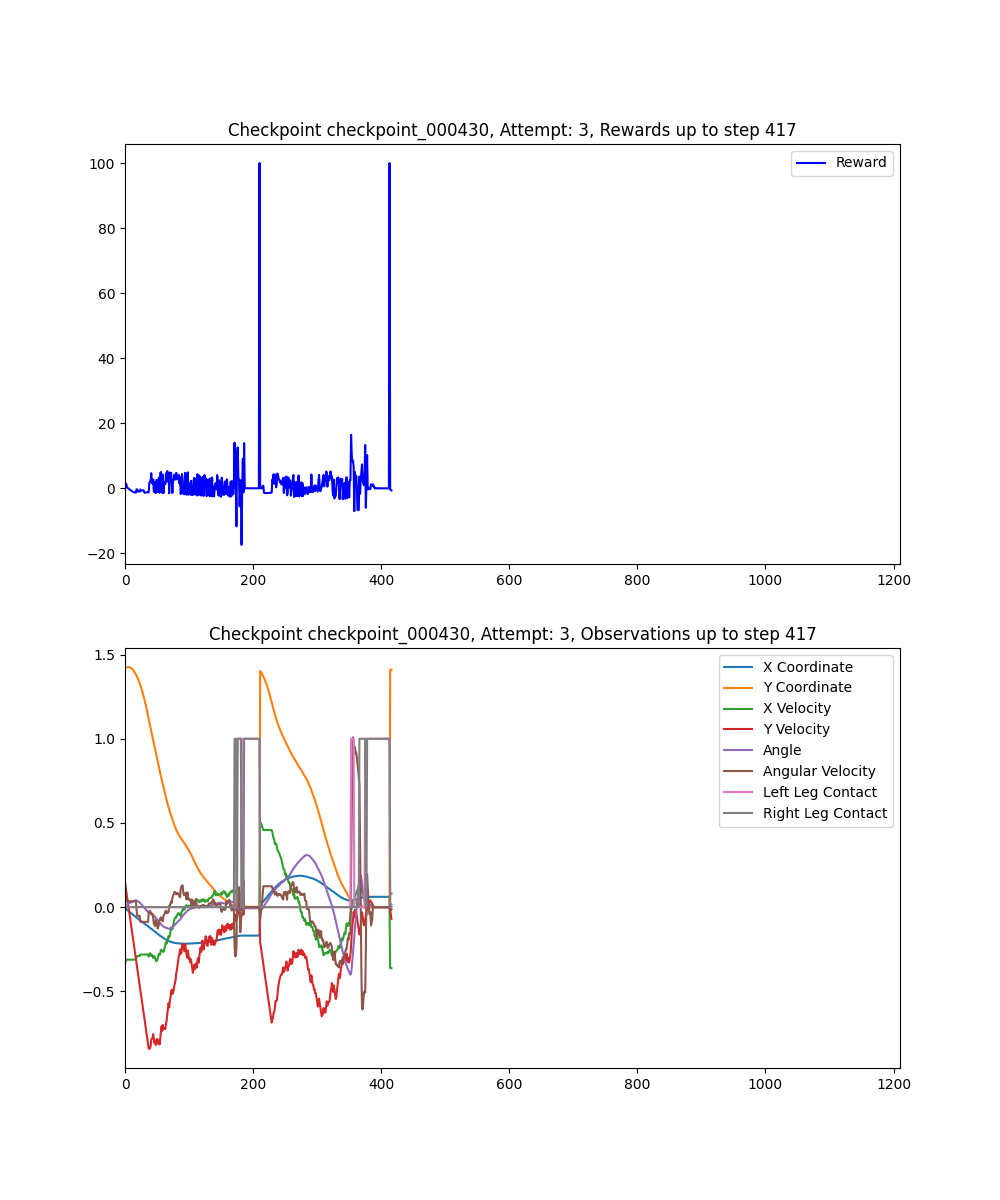 Checkpoint checkpoint_000430, Attempt: 3, Rewards up to step 417
100
80
60
40
20
0
−20
Reward
0 200 400 600 800 1000 1200
Checkpoint checkpoint_000430, Attempt: 3, Observations up to step 417
1.5
1.0
0.5
0.0
−0.5
X Coordinate
Y Coordinate
X Velocity
Y Velocity
Angle
Angular Velocity
Left Leg Contact
Right Leg Contact
0 200 400 600 800 1000 1200